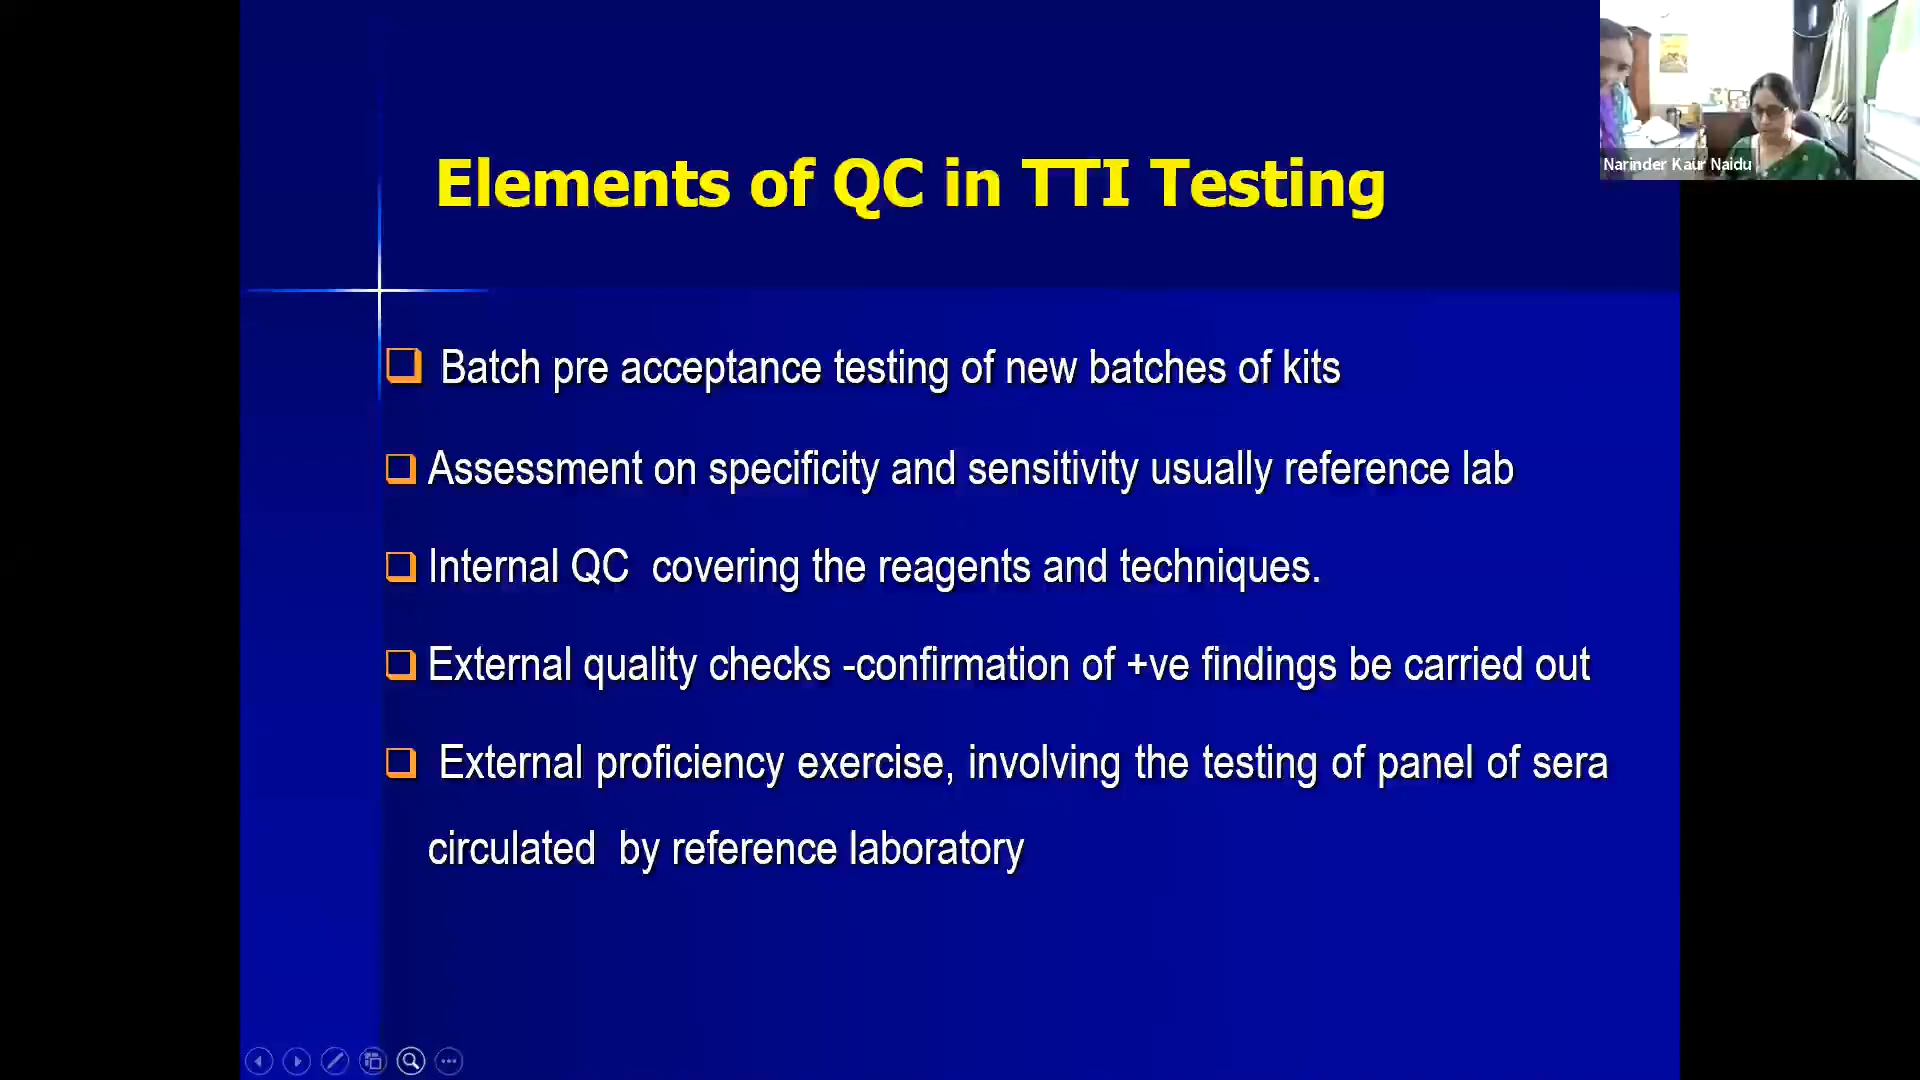 Elements of QC in TTI Testing
Narinder Kaur Naidu
Batch pre acceptance testing of new batches of kits
Assessment on specificity and sensitivity usually reference lab
Internal QC covering the reagents and techniques.
External quality checks -confirmation of +ve findings be carried out
External proficiency exercise, involving the testing of panel of sera
circulated by reference laboratory